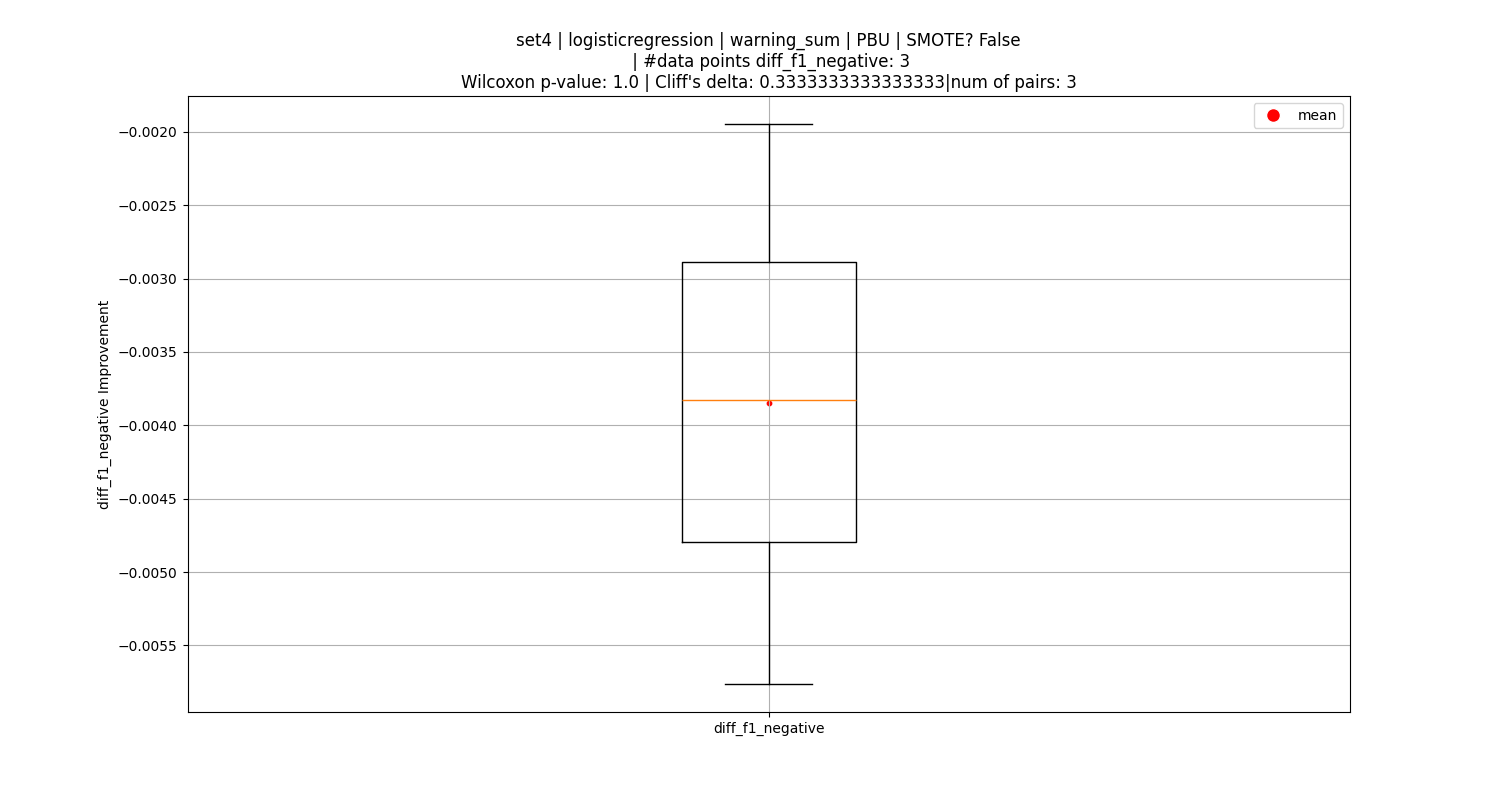 set4 | logisticregression | warning_sum | PBU | SMOTE? False
| #data points diff_f1_negative: 3
Wilcoxon p-value: 1.0 | Cliff's delta: 0.3333333333333333|num of pairs: 3
mean
−0.0020
−0.0025
−0.0030
−0.0035
−0.0040
−0.0045
−0.0050
−0.0055
diff_f1_negative Improvement
diff_f1_negative